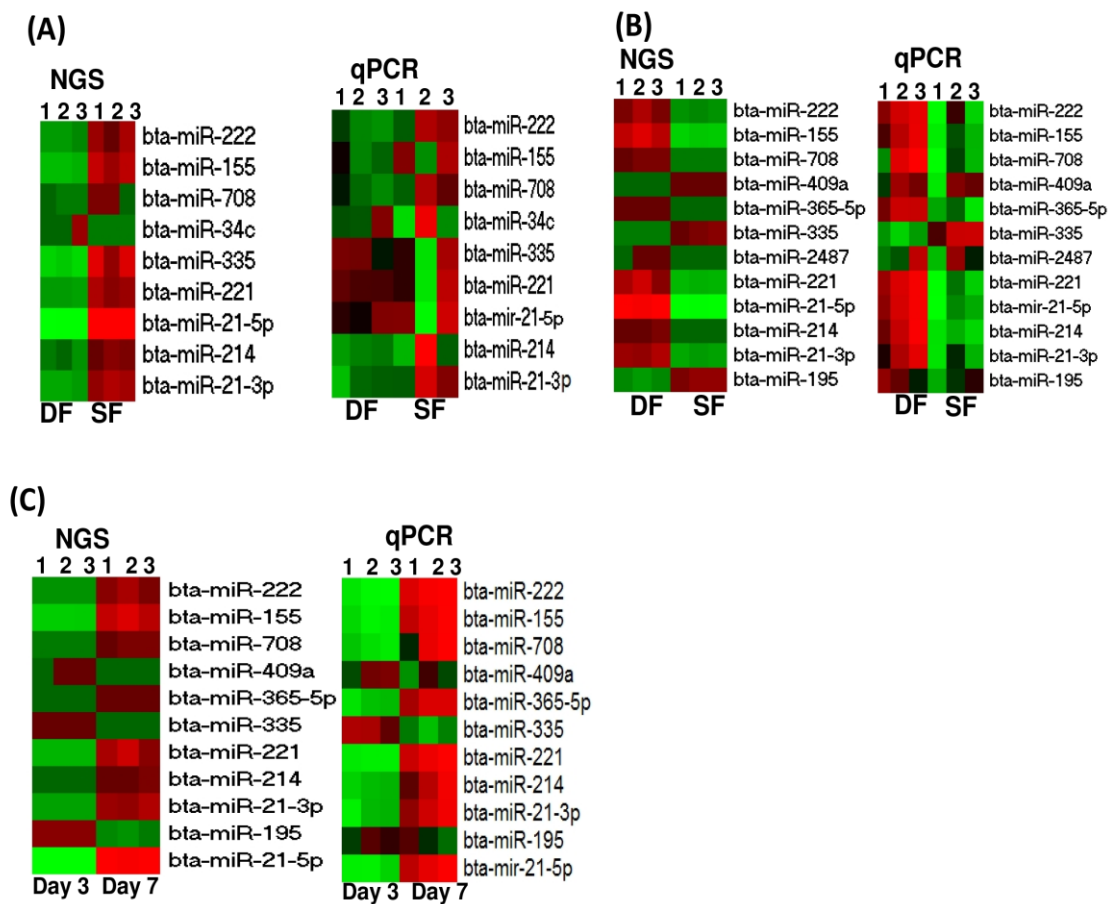 (A)
NGS
1 2 3 1 2 3
bta-miR-222
bta-miR-155
bta-miR-708
bta-miR-34c
bta-miR-335
bta-miR-221
bta-miR-21-5p
bta-miR-214
bta-miR-21-3p
DF SF
qPCR
1 2 3 1 2 3
bta-miR-222
bta-miR-155
bta-miR-708
bta-miR-34c
bta-miR-335
bta-miR-221
bta-mir-21-5p
bta-miR-214
bta-miR-21-3p
DF SF
(B)
NGS
1 2 3 1 2 3
bta-miR-222
bta-miR-155
bta-miR-708
bta-miR-409a
bta-miR-365-5p
bta-miR-335
bta-miR-2487
bta-miR-221
bta-miR-21-5p
bta-miR-214
bta-miR-21-3p
bta-miR-195
DF SF
qPCR
1 2 3 1 2 3
bta-miR-222
bta-miR-155
bta-miR-708
bta-miR-409a
bta-miR-365-5p
bta-miR-335
bta-miR-2487
bta-miR-221
bta-mir-21-5p
bta-miR-214
bta-miR-21-3p
bta-miR-195
DF SF
(C)
NGS
1 2 3 1 2 3
bta-miR-222
bta-miR-155
bta-miR-708
bta-miR-409a
bta-miR-365-5p
bta-miR-335
bta-miR-221
bta-miR-214
bta-miR-21-3p
bta-miR-195
bta-miR-21-5p
Day 3 Day 7
qPCR
1 2 3 1 2 3
bta-miR-222
bta-miR-155
bta-miR-708
bta-miR-409a
bta-miR-365-5p
bta-miR-335
bta-miR-221
bta-miR-214
bta-miR-21-3p
bta-miR-195
bta-mir-21-5p
Day 3 Day 7